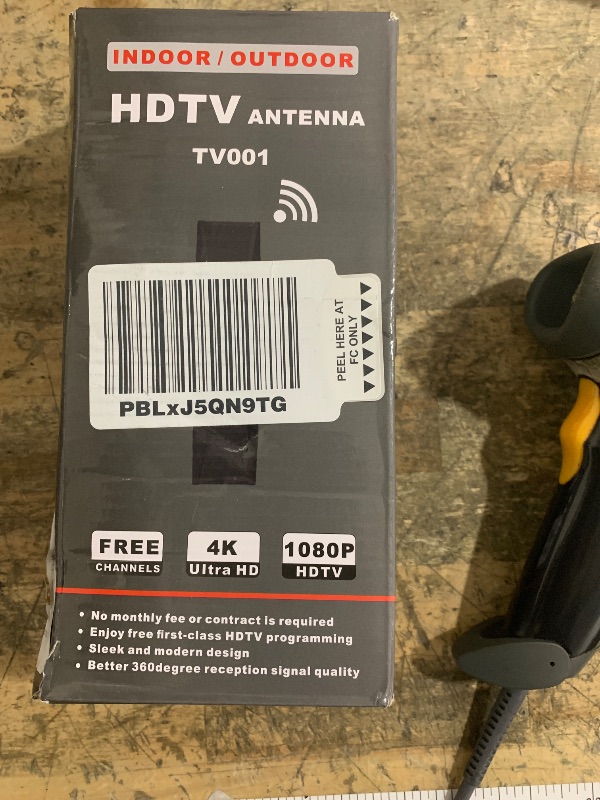 INDOOR / OUTDOOR
HDTV ANTENNA
TV001
PEEL HERE AT
FC ONLY
PBLxJ5QN9TG
FREE
CHANNELS
4K
Ultra HD
1080P
HDTV
• No monthly fee or contract is required
• Enjoy free first-class HDTV programming
• Sleek and modern design
• Better 360degree reception signal quality